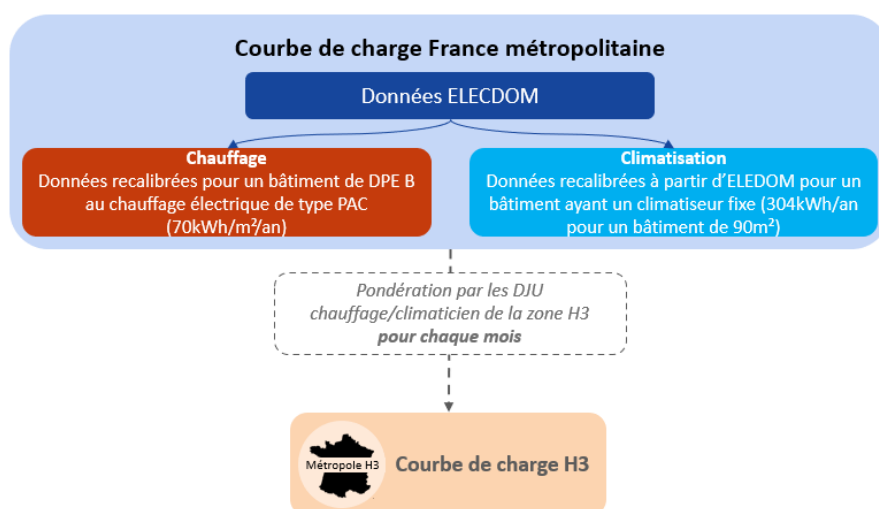 Courbe de charge France métropolitaine
Données ELECDOM
Chauffage
Données recalibrées pour un bâtiment de DPE B
au chauffage électrique de type PAC
(70kWh/m²/an)
Climatisation
Données recalibrées à partir d’ELEDOM pour un
bâtiment ayant un climatiseur fixe (304kWh/an
pour un bâtiment de 90m²)
Pondération par les DJU
chauffage/climaticien de la zone H3
pour chaque mois
Métropole H3
Courbe de charge H3